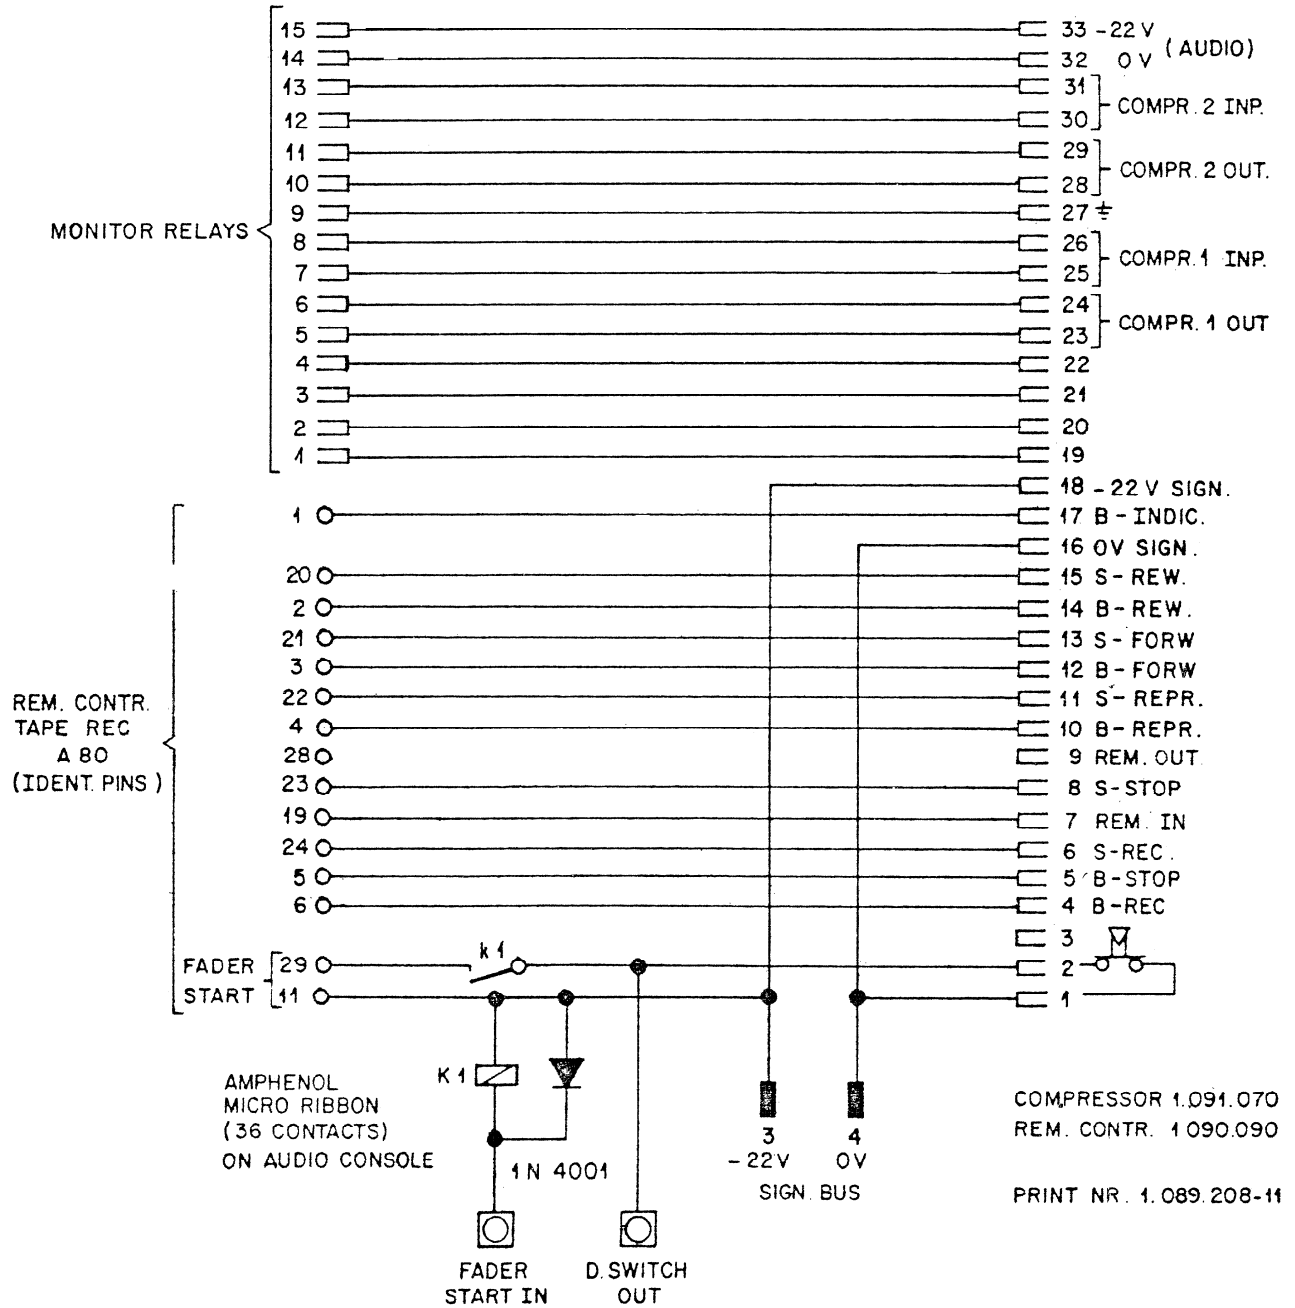 15 33 -22V
14 32 0V (AUDIO)
13 31
12 30 COMPR. 2 INP.
11 29
10 28 COMPR. 2 OUT.
9 27
MONITOR RELAYS
8 26
7 25 COMPR. 1 INP.
6 24
5 23 COMPR. 1 OUT
4 22
3 21
2 20
1 19
18 -22V SIGN.
1 17 B-INDIC.
16 0V SIGN.
20 15 S-REW.
2 14 B-REW.
21 13 S-FORW
3 12 B-FORW
22 11 S-REPR.
4 10 B-REPR.
28 9 REM. OUT
23 8 S-STOP
19 7 REM. IN
24 6 S-REC.
5 5 B-STOP
6 4 B-REC
3
29 k1 2
11 1
REM. CONTR.
TAPE REC
A 80
(IDENT. PINS)
FADER
START
K1
1N 4001
AMPHENOL
MICRO RIBBON
(36 CONTACTS)
ON AUDIO CONSOLE
3 4
-22V 0V
SIGN. BUS
COMPRESSOR 1.091.070
REM. CONTR. 1 090.090
PRINT NR. 1.089.208-11
FADER
START IN
D. SWITCH
OUT